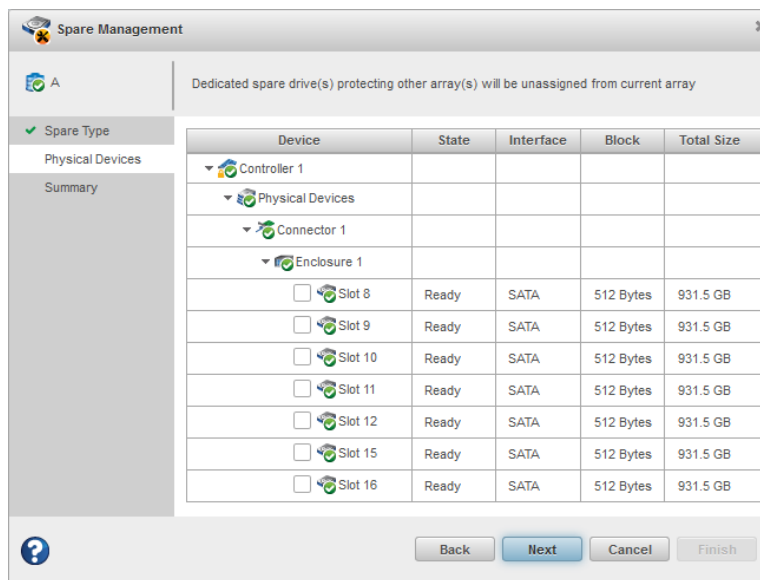 Spare Management
A
Dedicated spare drive(s) protecting other array(s) will be unassigned from current array
Spare Type
Physical Devices
Summary
Device State Interface Block Total Size
Controller 1
Physical Devices
Connector 1
Enclosure 1
Slot 8 Ready SATA 512 Bytes 931.5 GB
Slot 9 Ready SATA 512 Bytes 931.5 GB
Slot 10 Ready SATA 512 Bytes 931.5 GB
Slot 11 Ready SATA 512 Bytes 931.5 GB
Slot 12 Ready SATA 512 Bytes 931.5 GB
Slot 15 Ready SATA 512 Bytes 931.5 GB
Slot 16 Ready SATA 512 Bytes 931.5 GB
? Back Next Cancel Finish